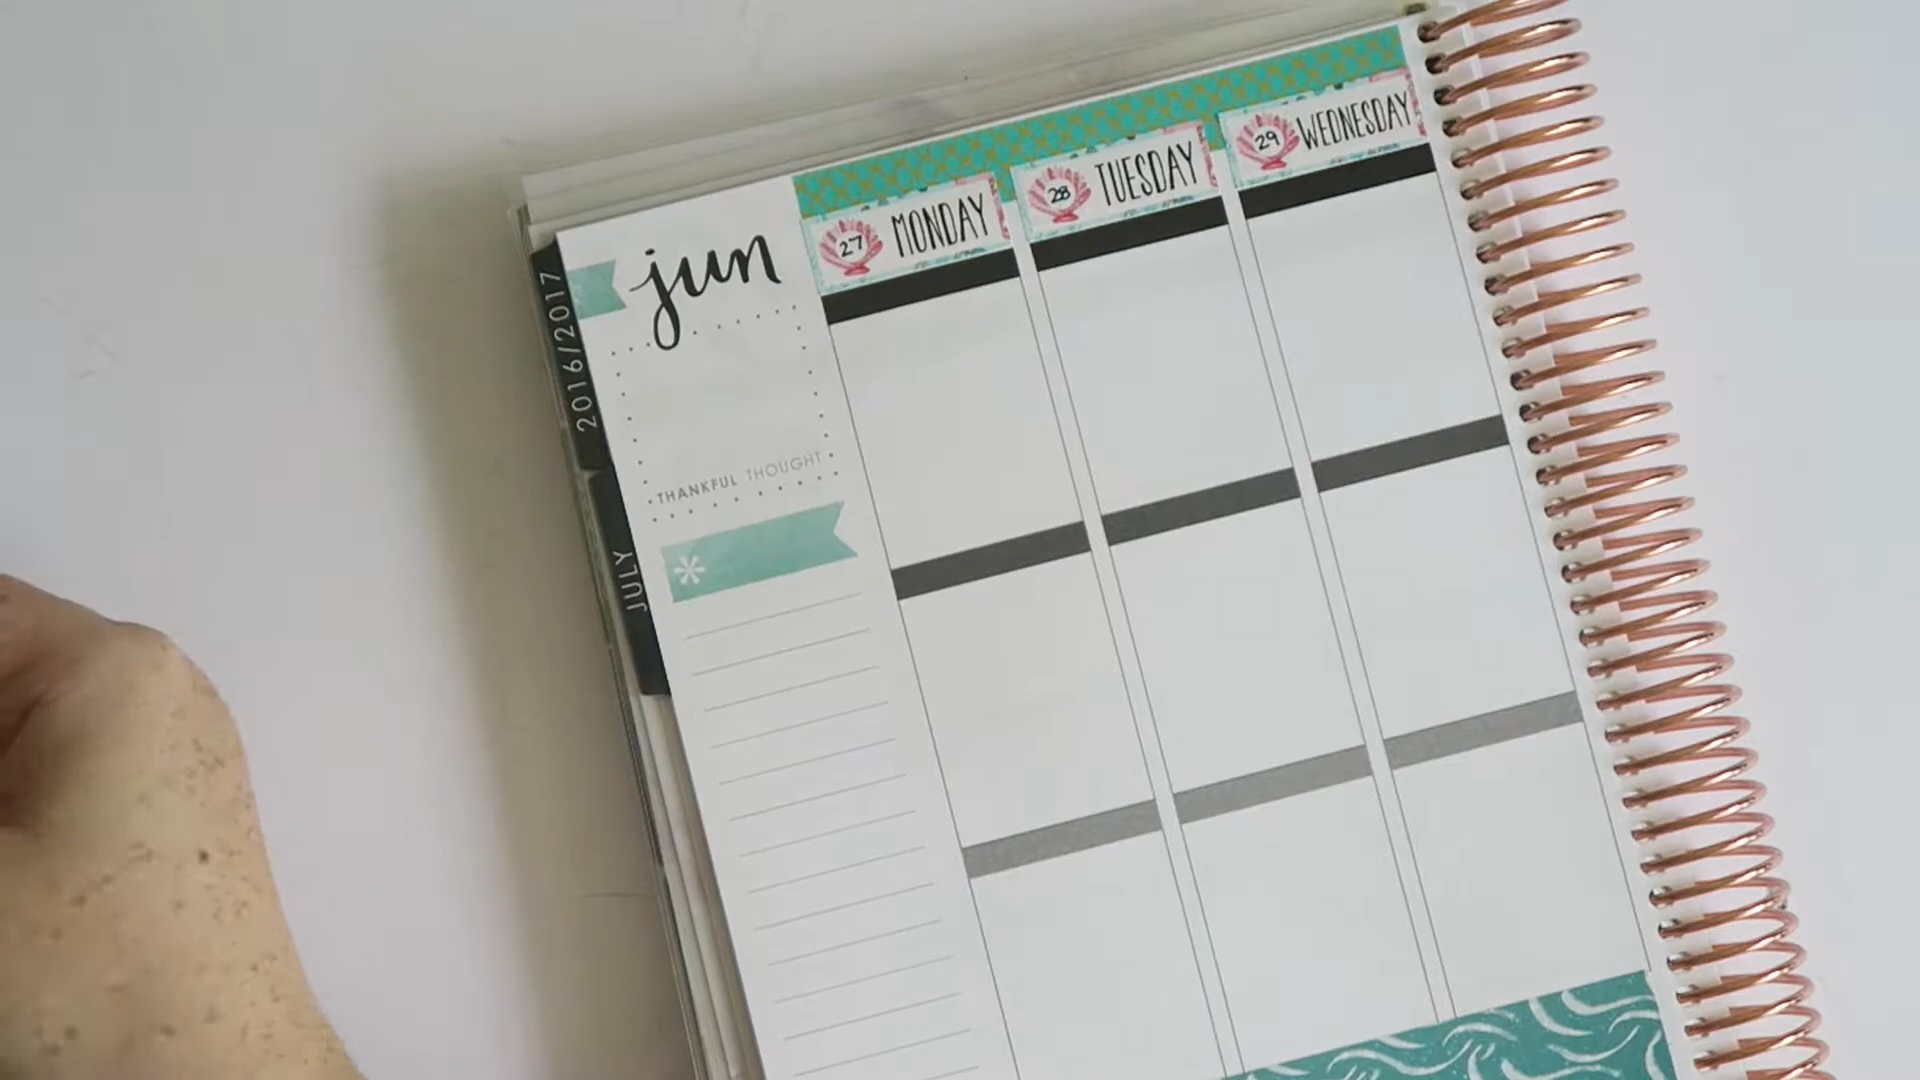 jun
27 MONDAY
28 TUESDAY
29 WEDNESDAY
THANKFUL THOUGHT
2016/2017
JULY